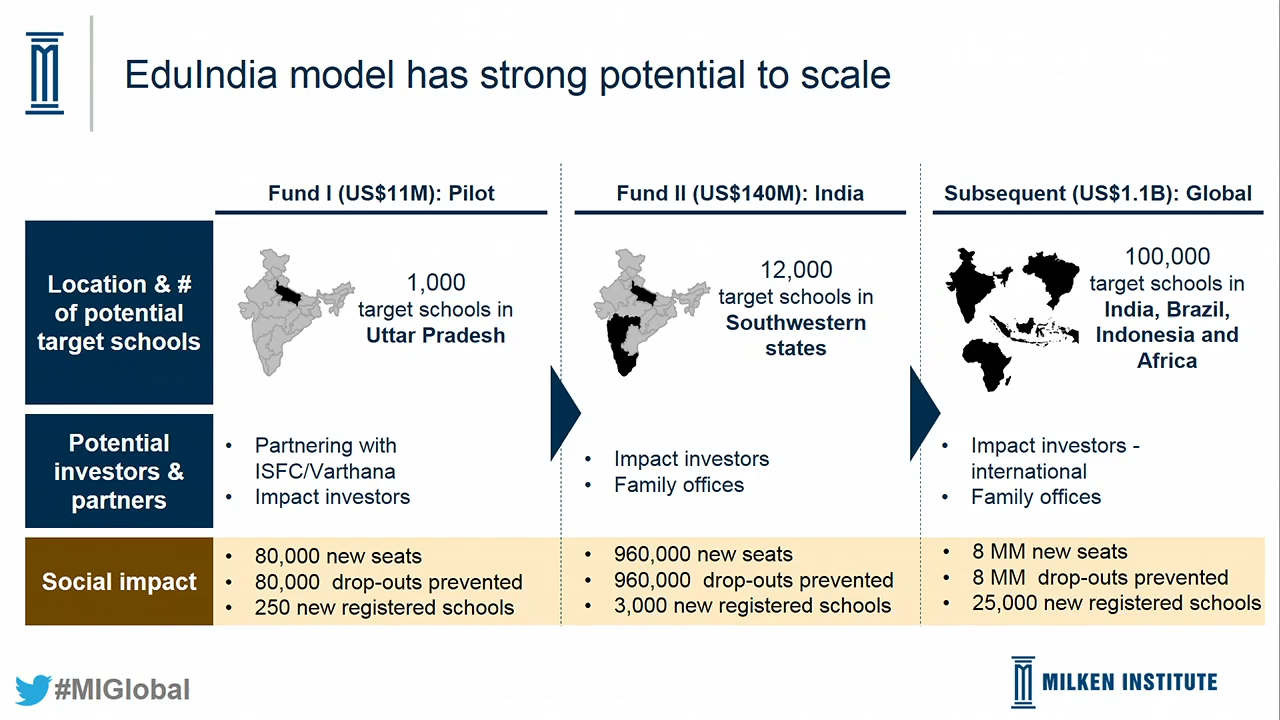 EduIndia model has strong potential to scale
Fund I (US$11M): Pilot
Fund II (US$140M): India
Subsequent (US$1.1B): Global
Location & #
of potential
target schools
1,000
target schools in
Uttar Pradesh
12,000
target schools in
Southwestern
states
100,000
target schools in
India, Brazil,
Indonesia and
Africa
Potential
investors &
partners
• Partnering with
ISFC/Varthana
• Impact investors
• Impact investors
• Family offices
• Impact investors -
international
• Family offices
Social impact
• 80,000 new seats
• 80,000 drop-outs prevented
• 250 new registered schools
• 960,000 new seats
• 960,000 drop-outs prevented
• 3,000 new registered schools
• 8 MM new seats
• 8 MM drop-outs prevented
• 25,000 new registered schools
#MIGlobal
MILKEN INSTITUTE